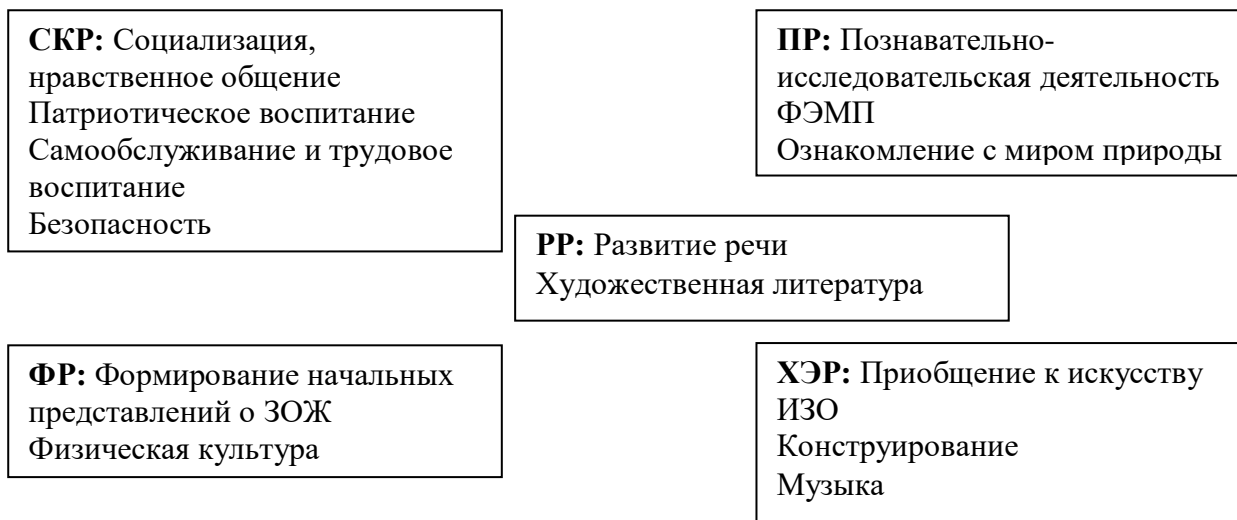 СКР: Социализация,
нравственное общение
Патриотическое воспитание
Самообслуживание и трудовое
воспитание
Безопасность
ПР: Познавательно-
исследовательская деятельность
ФЭМП
Ознакомление с миром природы
РР: Развитие речи
Художественная литература
ФР: Формирование начальных
представлений о ЗОЖ
Физическая культура
ХЭР: Приобщение к искусству
ИЗО
Конструирование
Музыка